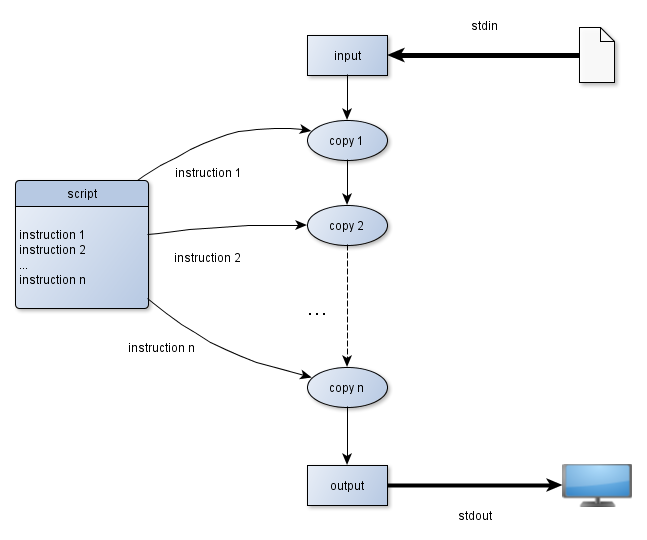 stdin
input
copy 1
instruction 1
script
instruction 1
instruction 2
...
instruction n
copy 2
instruction 2
...
instruction n
copy n
output
stdout